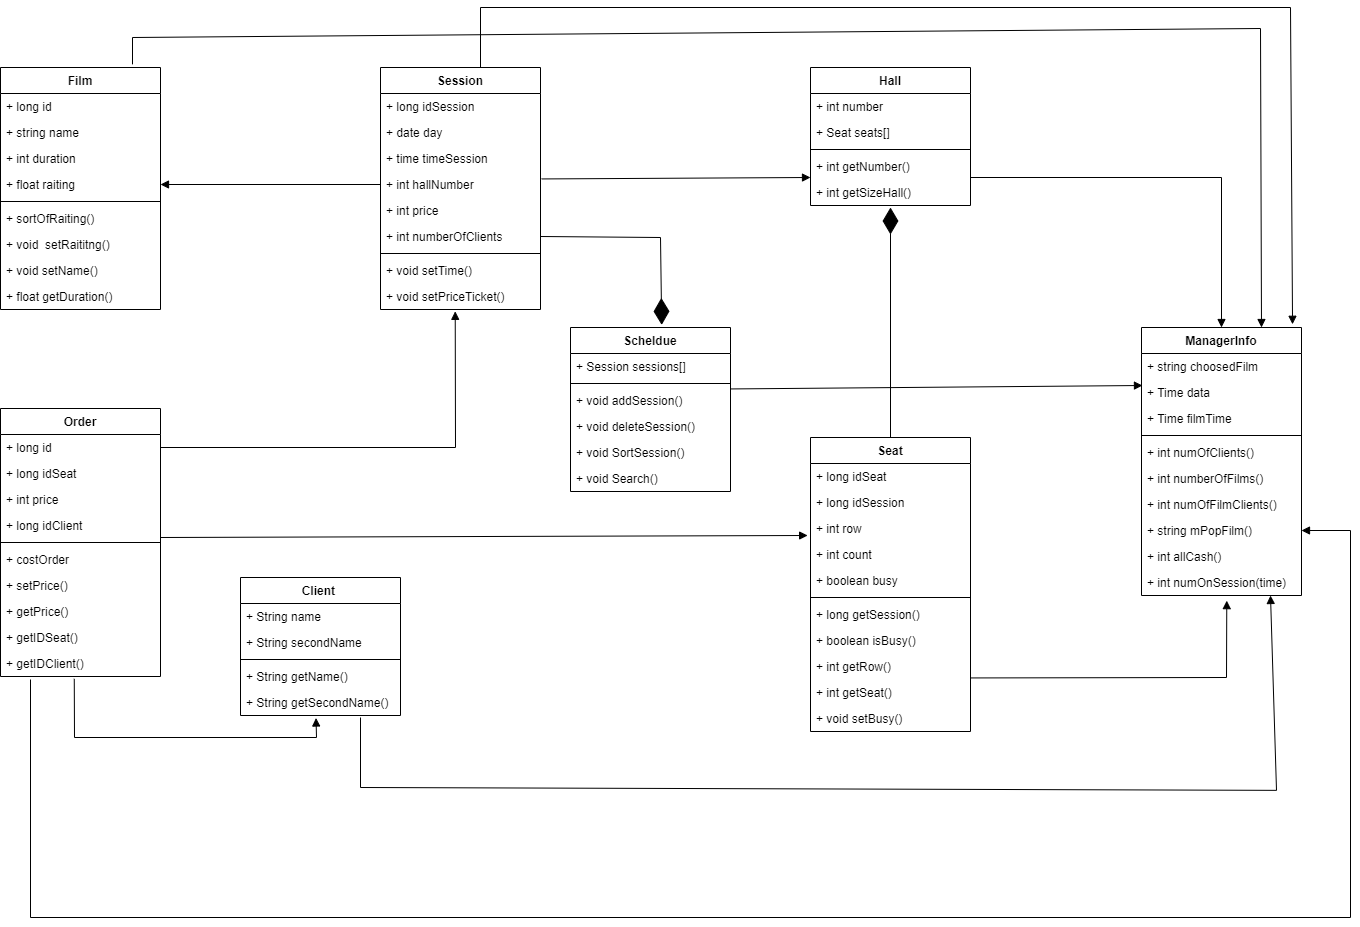 Film
+ long id
+ string name
+ int duration
+ float raiting
+ sortOfRaiting()
+ void  setRaititng()
+ void setName()
+ float getDuration()
Session
+ long idSession
+ date day
+ time timeSession
+ int hallNumber
+ int price
+ int numberOfClients
+ void setTime()
+ void setPriceTicket()
Hall
+ int number
+ Seat seats[]
+ int getNumber()
+ int getSizeHall()
Scheldue
+ Session sessions[]
+ void addSession()
+ void deleteSession()
+ void SortSession()
+ void Search()
ManagerInfo
+ string choosedFilm
+ Time data
+ Time filmTime
+ int numOfClients()
+ int numberOfFilms()
+ int numOfFilmClients()
+ string mPopFilm()
+ int allCash()
+ int numOnSession(time)
Order
+ long id
+ long idSeat
+ int price
+ long idClient
+ costOrder
+ setPrice()
+ getPrice()
+ getIDSeat()
+ getIDClient()
Client
+ String name
+ String secondName
+ String getName()
+ String getSecondName()
Seat
+ long idSeat
+ long idSession
+ int row
+ int count
+ boolean busy
+ long getSession()
+ boolean isBusy()
+ int getRow()
+ int getSeat()
+ void setBusy()